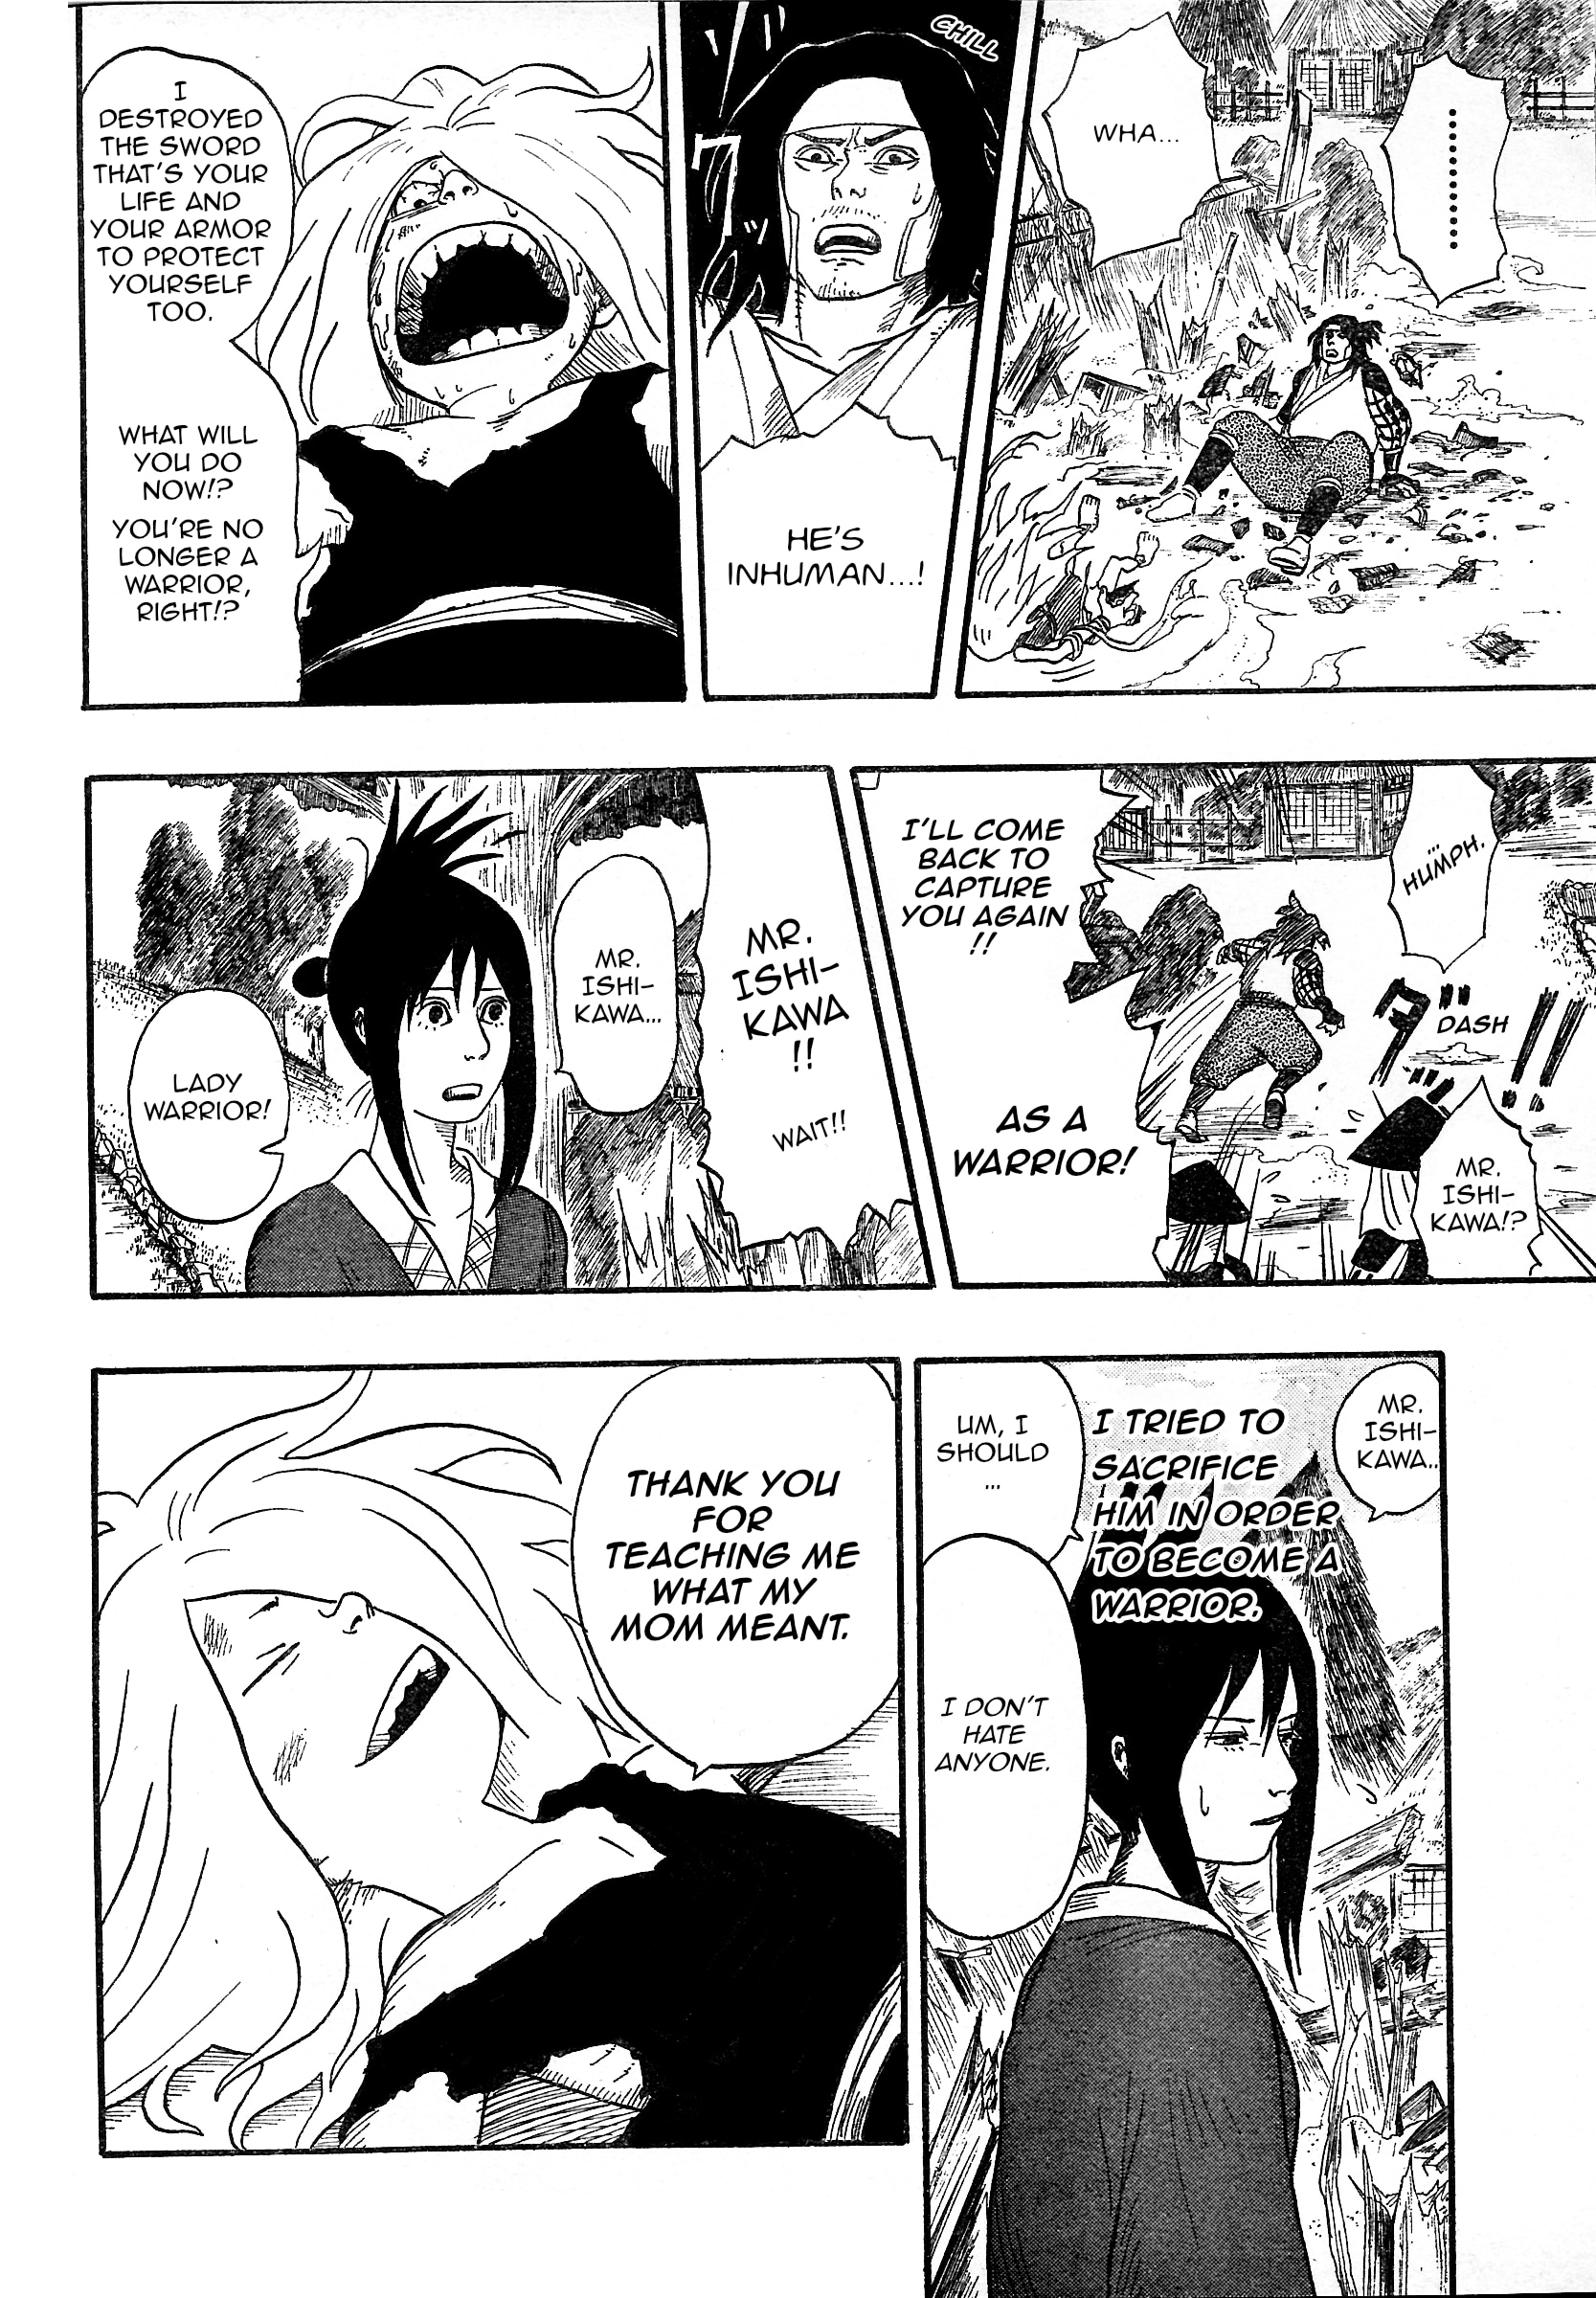 ..........
WHA...
CHILL
HE'S
INHUMAN...!
I
DESTROYED
THE SWORD
THAT'S YOUR
LIFE AND
YOUR ARMOR
TO PROTECT
YOURSELF
TOO.
WHAT WILL
YOU DO
NOW!?
YOU'RE NO
LONGER A
WARRIOR,
RIGHT!?
...
HUMPH.
ダダ!!
DASH
MR.
ISHI-
KAWA!?
I'LL COME
BACK TO
CAPTURE
YOU AGAIN
!!
AS A
WARRIOR!
MR.
ISHI-
KAWA
!!
WAIT!!
MR.
ISHI-
KAWA...
LADY
WARRIOR!
MR.
ISHI-
KAWA..
I TRIED TO
SACRIFICE
HIM IN ORDER
TO BECOME A
WARRIOR.
UM, I
SHOULD
...
I DON'T
HATE
ANYONE.
THANK YOU
FOR
TEACHING ME
WHAT MY
MOM MEANT.